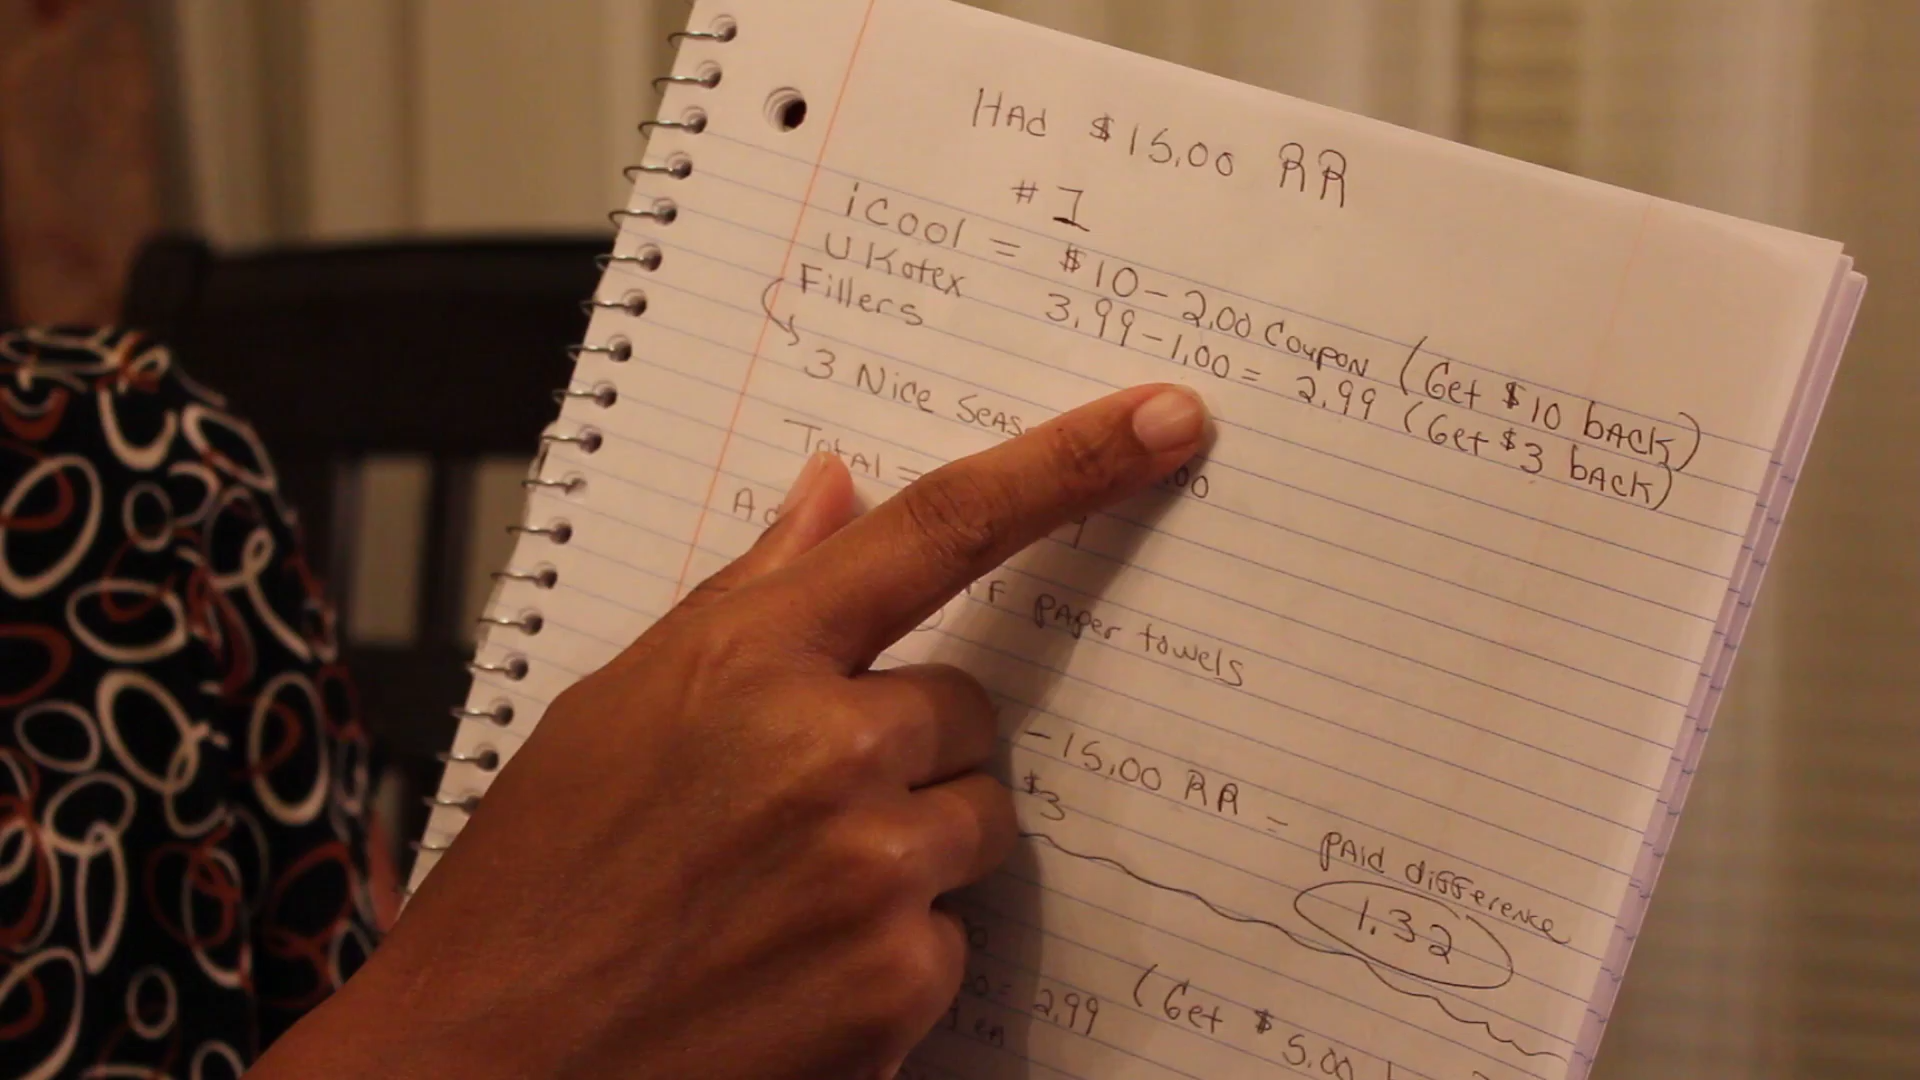 HAd $15.00 RR
# 1
icool = $10 - 2.00 coupon (Get $10 bACK)
U Kotex 3.99 - 1.00 = 2.99 (Get $3 bACK)
Fillers
3 Nice
TotAl = .00
PAper towels
- 15.00 RR = PAid difference
$3 1.32
= 2.99 (Get $ 5.00